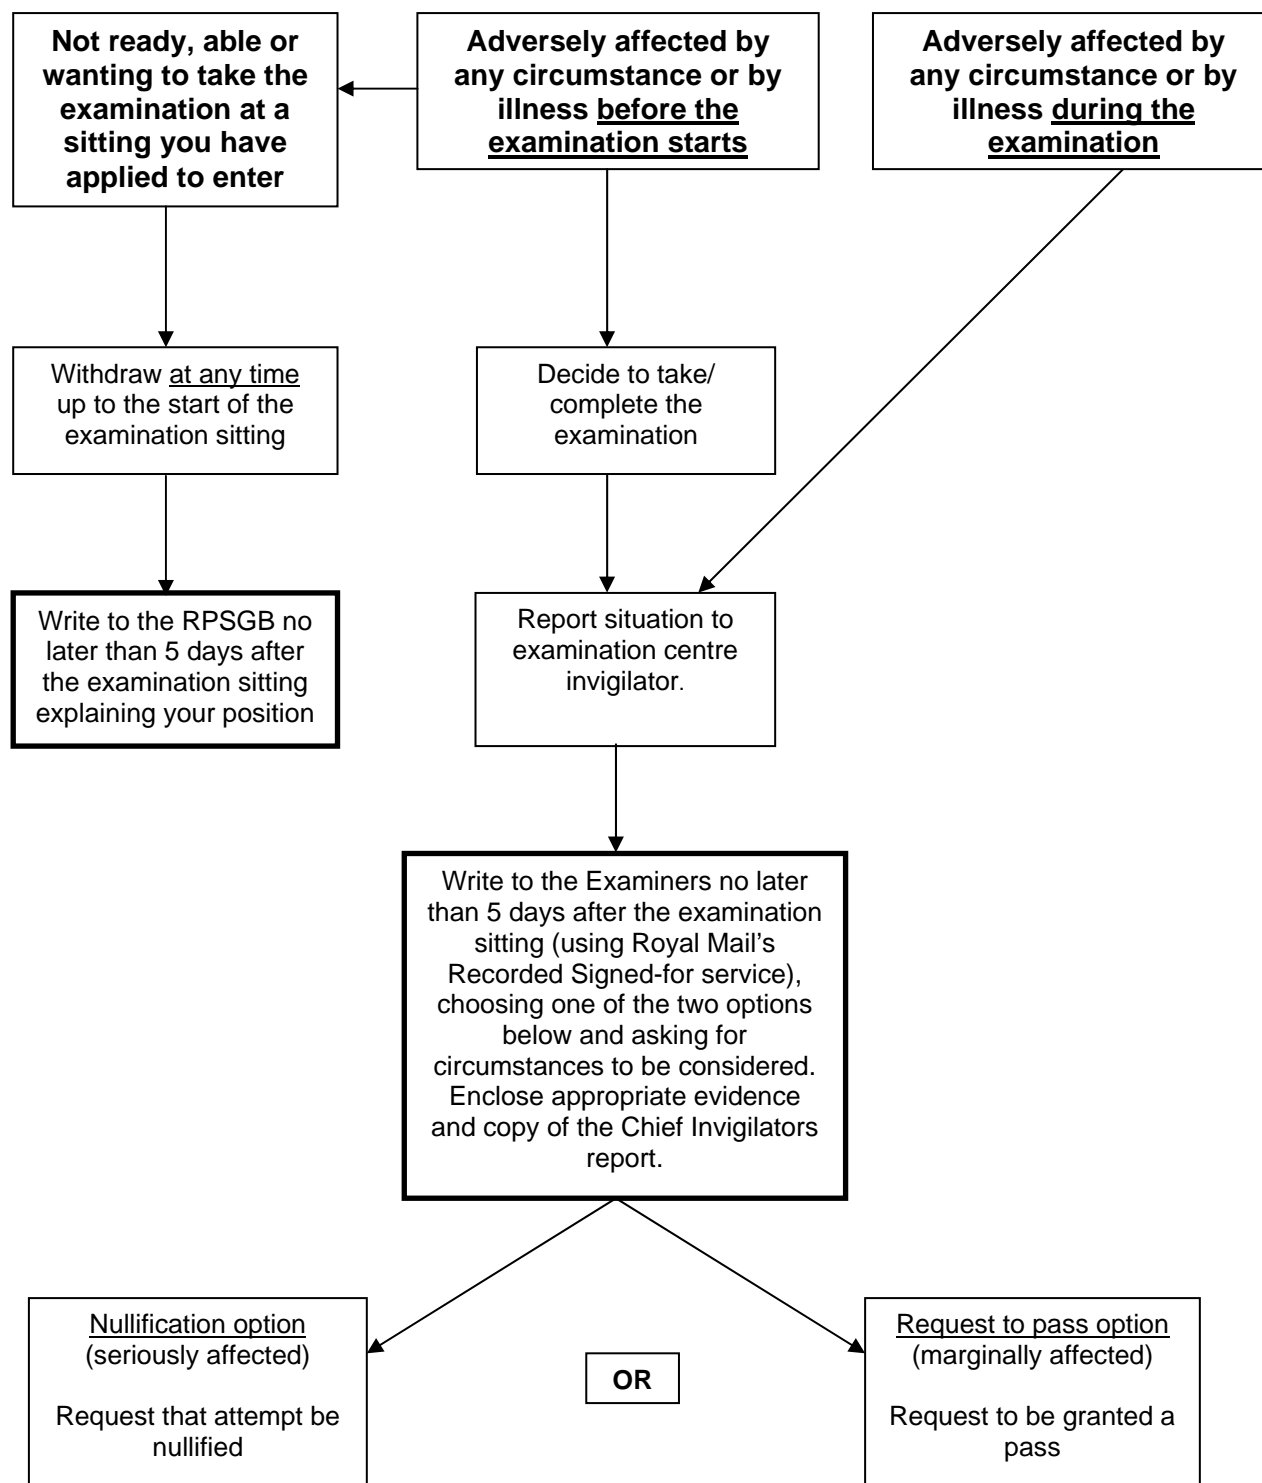 Not ready, able or
wanting to take the
examination at a
sitting you have
applied to enter
Adversely affected by
any circumstance or by
illness before the
examination starts
Adversely affected by
any circumstance or by
illness during the
examination
Withdraw at any time
up to the start of the
examination sitting
Decide to take/
complete the
examination
Write to the RPSGB no
later than 5 days after
the examination sitting
explaining your position
Report situation to
examination centre
invigilator.
Write to the Examiners no later
than 5 days after the examination
sitting (using Royal Mail’s
Recorded Signed-for service),
choosing one of the two options
below and asking for
circumstances to be considered.
Enclose appropriate evidence
and copy of the Chief Invigilators
report.
Nullification option
(seriously affected)
Request that attempt be
nullified
OR
Request to pass option
(marginally affected)
Request to be granted a
pass